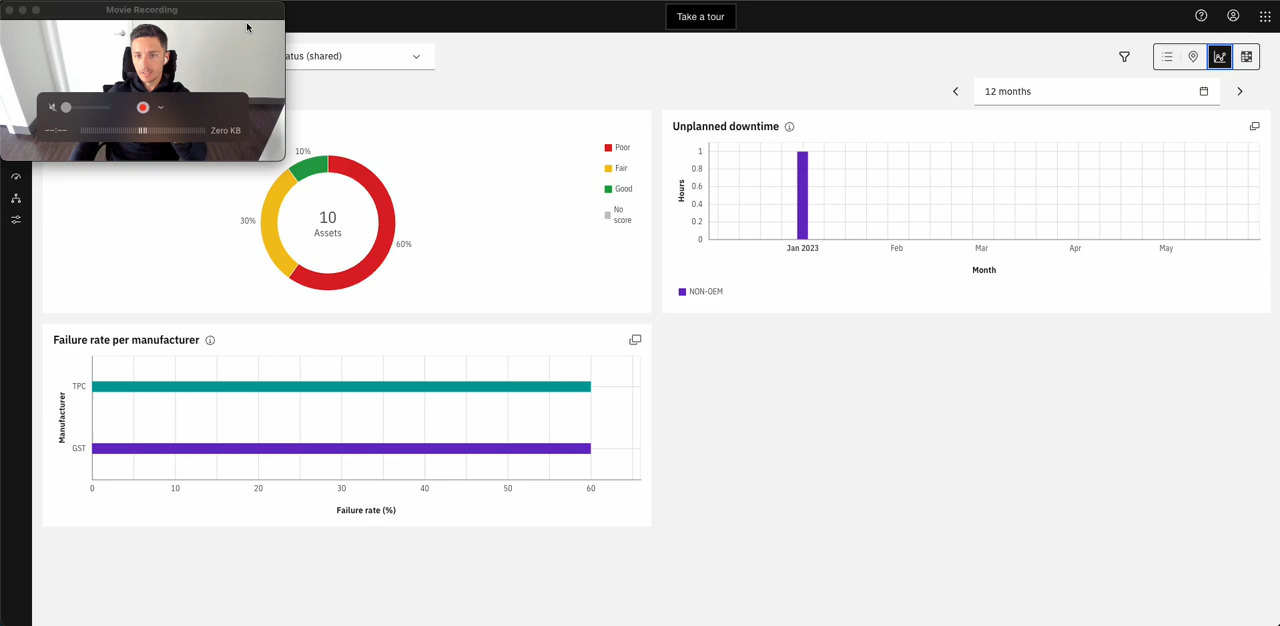 Movie Recording
Take a tour
atus (shared)
--:--
Zero KB
12 months
10%
30%
60%
10
Assets
Poor
Fair
Good
No
score
Unplanned downtime
Hours
1
0.8
0.6
0.4
0.2
0
Jan 2023
Feb
Mar
Apr
May
Month
NON-OEM
Failure rate per manufacturer
Manufacturer
TPC
GST
0
10
20
30
40
50
60
Failure rate (%)